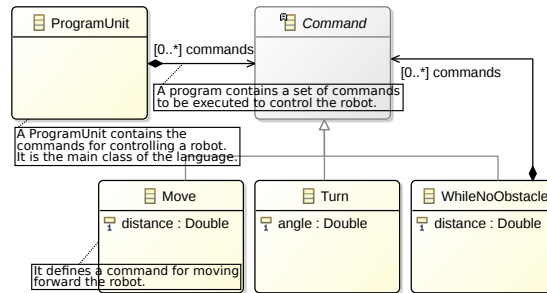 ProgramUnit
Command
[0..*] commands
[0..*] commands
A program contains a set of commands
to be executed to control the robot.
A ProgramUnit contains the
commands for controlling a robot.
It is the main class of the language.
Move
distance : Double
Turn
angle : Double
WhileNoObstacle
distance : Double
It defines a command for moving
forward the robot.